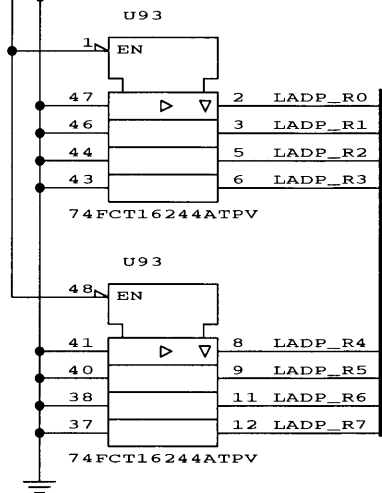 U93
1 EN
47 2 LADP_R0
46 3 LADP_R1
44 5 LADP_R2
43 6 LADP_R3
74FCT16244ATPV
U93
48 EN
41 8 LADP_R4
40 9 LADP_R5
38 11 LADP_R6
37 12 LADP_R7
74FCT16244ATPV